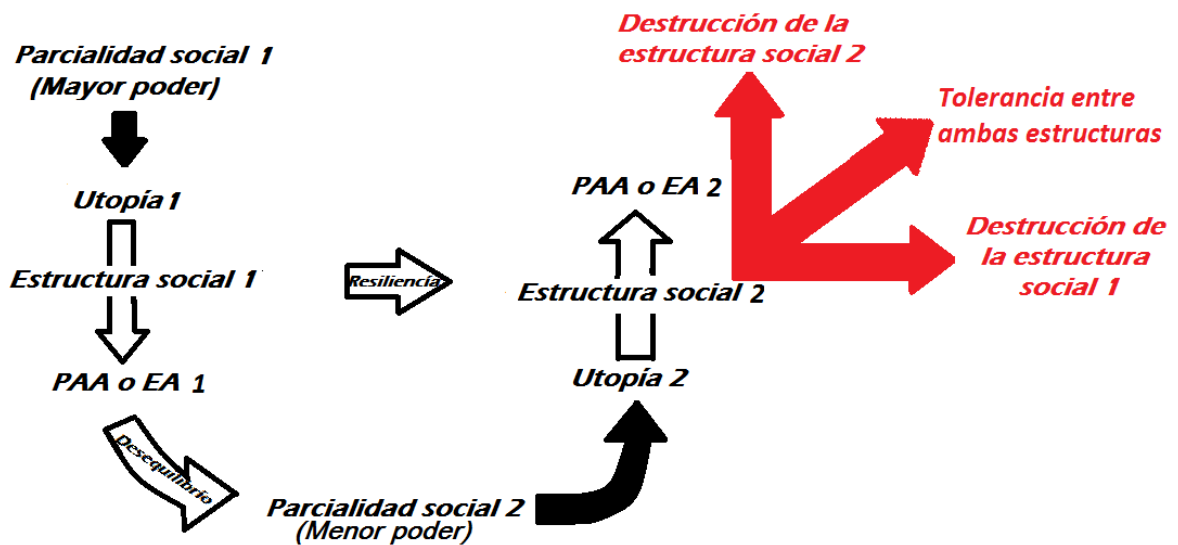 Parcialidad social 1
(Mayor poder)
Utopía 1
Estructura social 1
PAA o EA 1
Desequilibrio
Parcialidad social 2
(Menor poder)
Resiliencia
Utopía 2
Estructura social 2
PAA o EA 2
Destrucción de la
estructura social 2
Tolerancia entre
ambas estructuras
Destrucción de
la estructura
social 1